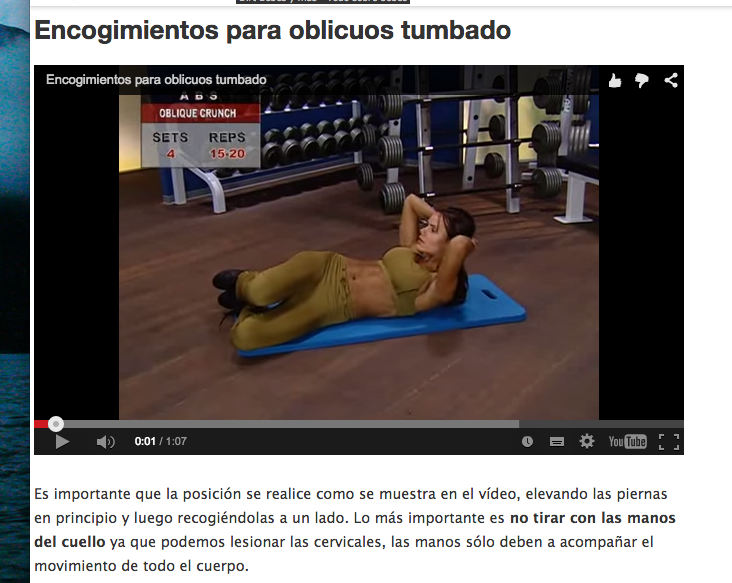 Encogimientos para oblicuos tumbado
Encogimientos para oblicuos tumbado
ABS
OBLIQUE CRUNCH
SETS REPS
4 15-20
0:01 / 1:07
YouTube
Es importante que la posición se realice como se muestra en el vídeo, elevando las piernas
en principio y luego recogiéndolas a un lado. Lo más importante es no tirar con las manos
del cuello ya que podemos lesionar las cervicales, las manos sólo deben a acompañar el
movimiento de todo el cuerpo.